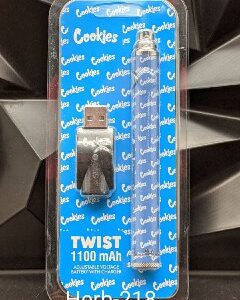 Cookies
TWIST
1100 mAh
ADJUSTABLE VOLTAGE
BATTERY WITH CHARGER
Herb-218